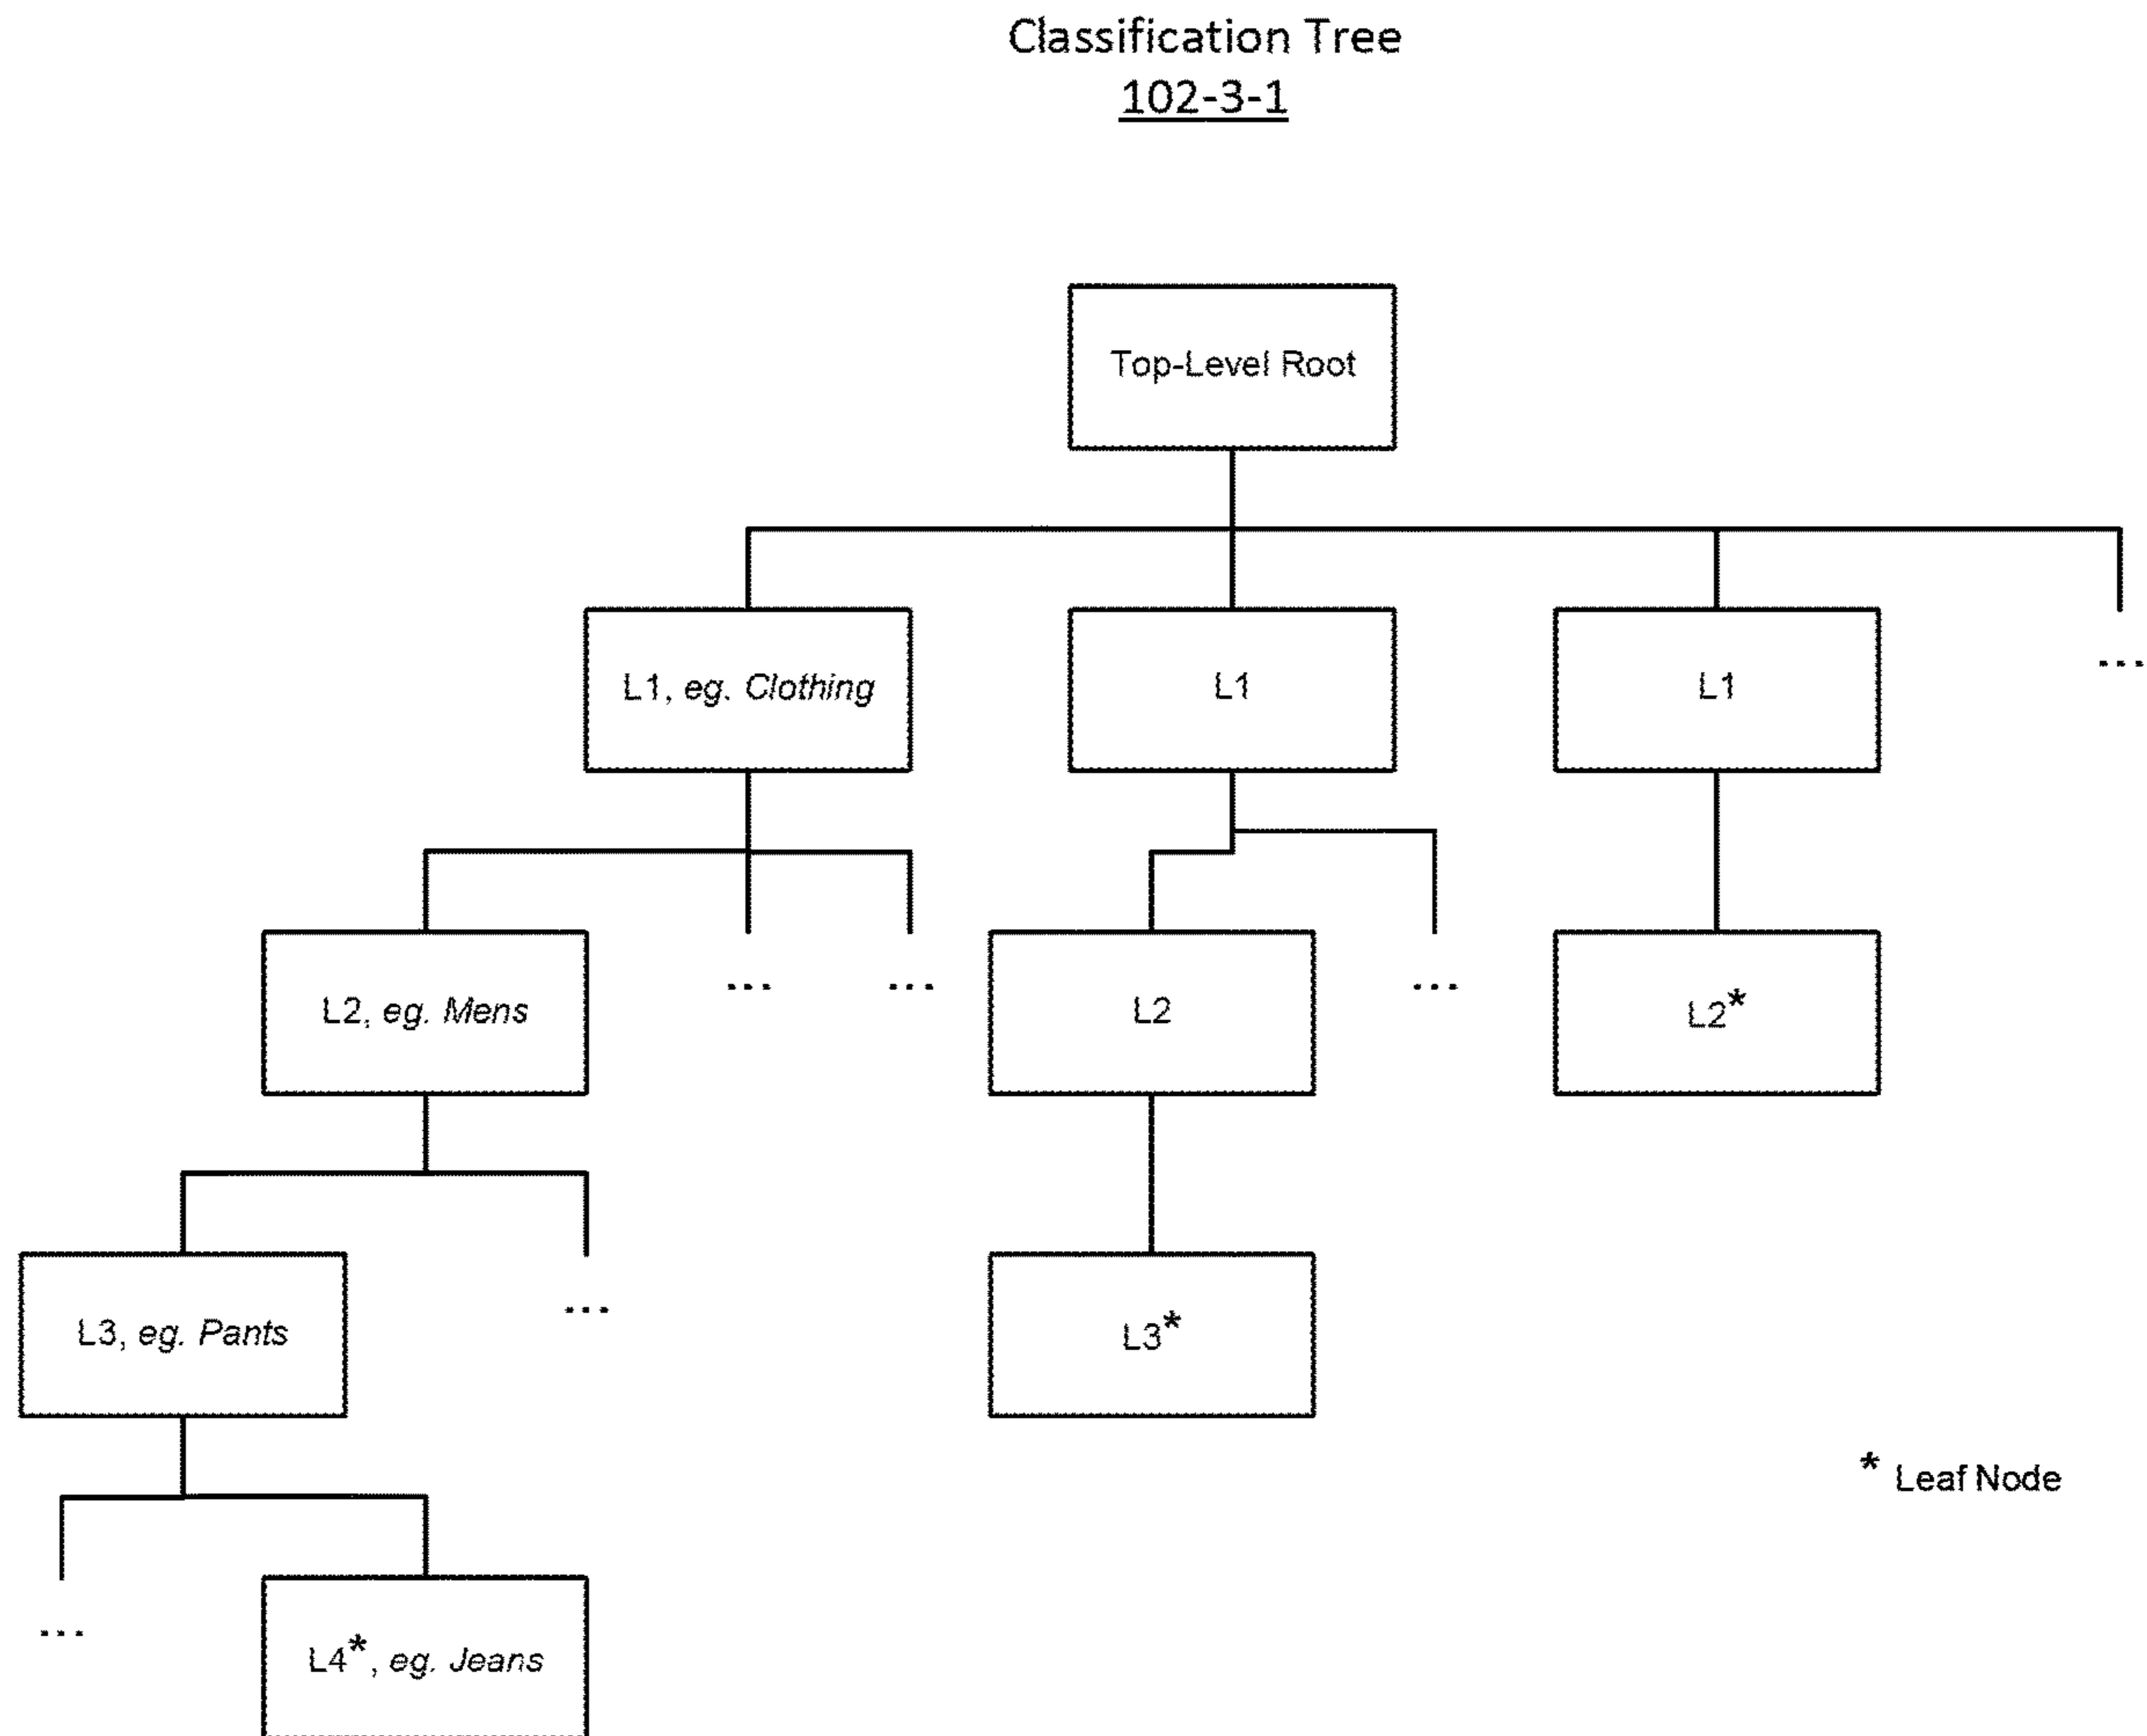 Classification Tree
102-3-1
Top-Level Root
L1, eg. Clothing
L1
L1
...
L2, eg. Mens
...
...
L2
...
L2*
L3, eg. Pants
...
L3*
* Leaf Node
...
L4*, eg. Jeans